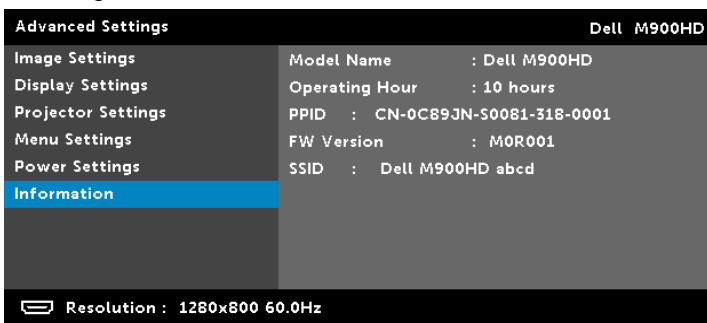 Advanced Settings Dell M900HD
Image Settings
Display Settings
Projector Settings
Menu Settings
Power Settings
Information
Model Name : Dell M900HD
Operating Hour : 10 hours
PPID : CN-0C89JN-S0081-318-0001
FW Version : M0R001
SSID : Dell M900HD abcd
Resolution : 1280x800 60.0Hz